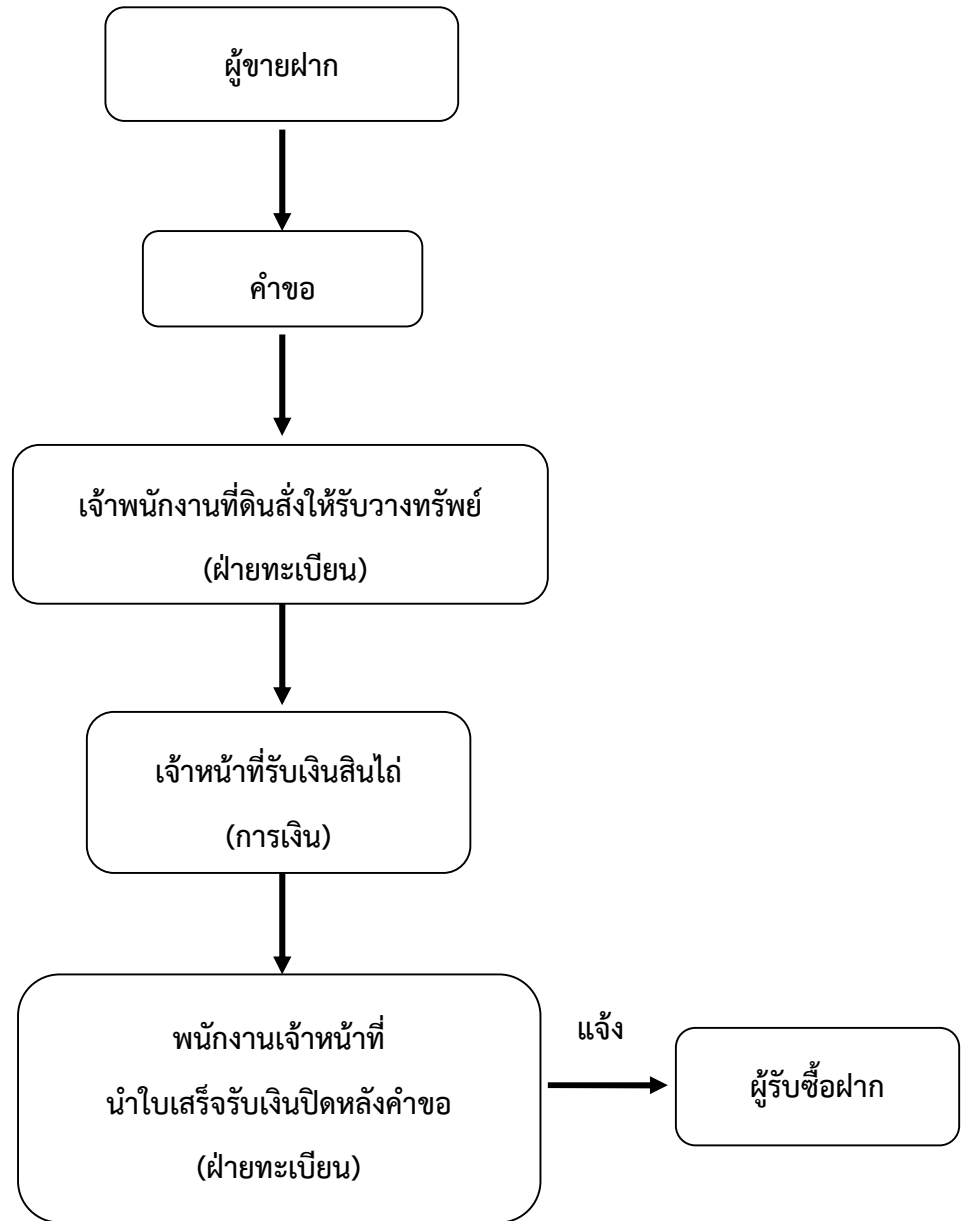 ผู้ขายฝาก
คำขอ
เจ้าพนักงานที่ดินสั่งให้รับวางทรัพย์
(ฝ่ายทะเบียน)
เจ้าหน้าที่รับเงินสินไถ่
(การเงิน)
พนักงานเจ้าหน้าที่
นำใบเสร็จรับเงินปิดหลังคำขอ
(ฝ่ายทะเบียน)
แจ้ง
ผู้รับซื้อฝาก